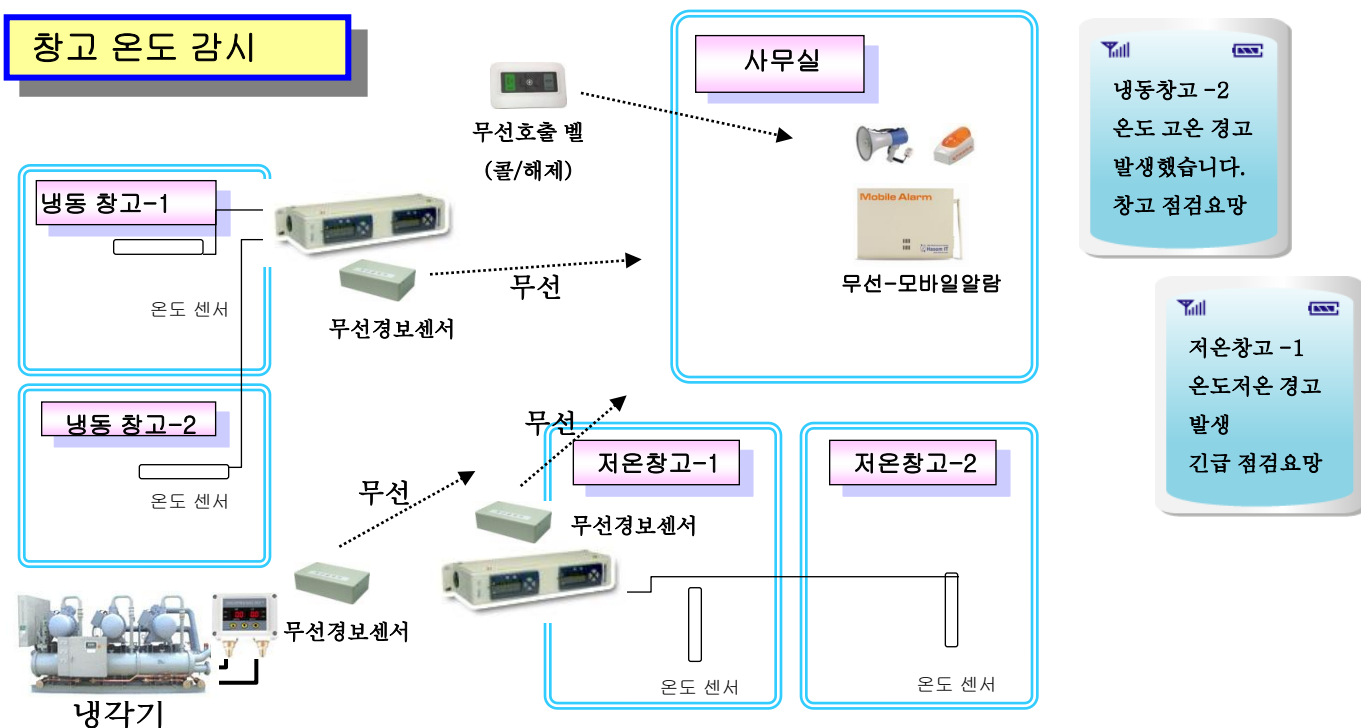 창고 온도 감시
사무실
무선호출 벨
(콜/해제)
냉동창고 -2
온도 고온 경고
발생했습니다.
창고 점검요망
냉동 창고-1
온도 센서
무선경보센서
무선
Mobile Alarm
무선-모바일알람
저온창고 -1
온도저온 경고
발생
긴급 점검요망
냉동 창고-2
온도 센서
무선
무선
저온창고-1
저온창고-2
무선경보센서
무선경보센서
온도 센서
온도 센서
냉각기